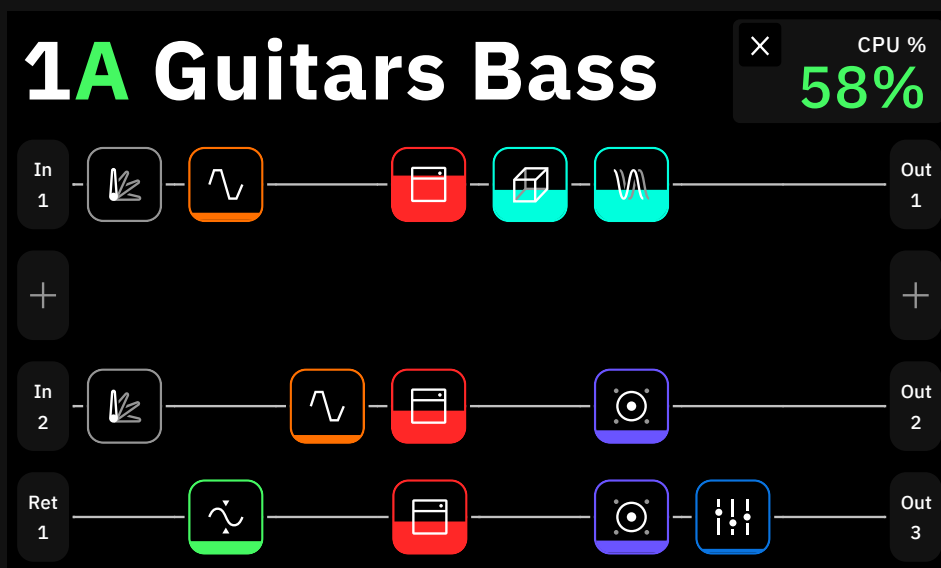 1A Guitars Bass
CPU %
58%
In
1
Out
1
In
2
Out
2
Ret
1
Out
3